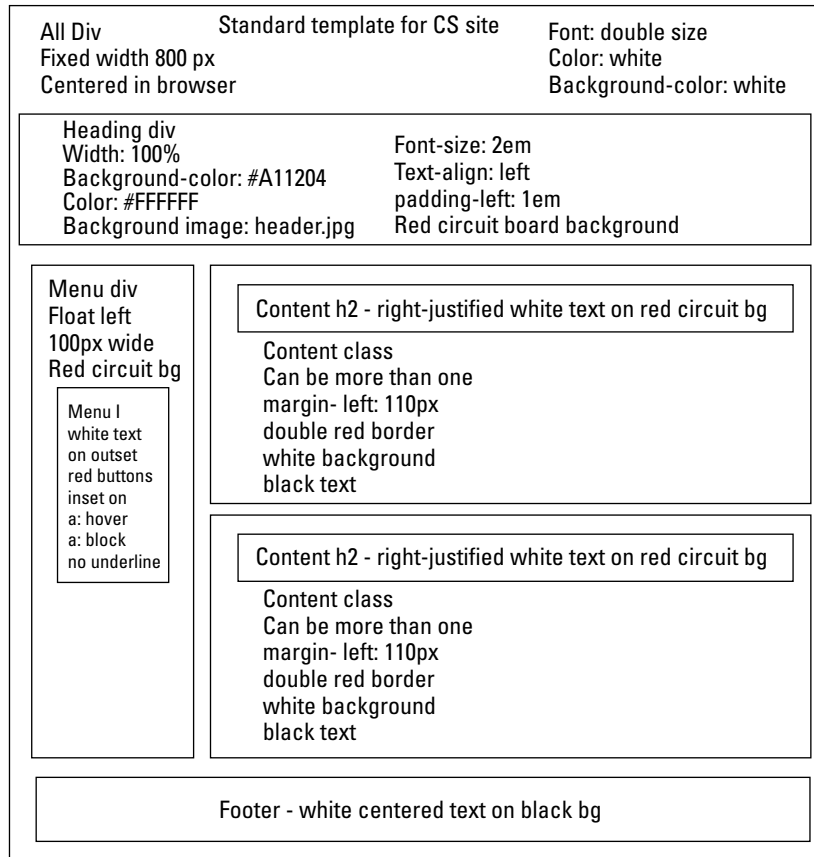 Standard template for CS site
All Div
Fixed width 800 px
Centered in browser
Font: double size
Color: white
Background-color: white
Heading div
Width: 100%
Background-color: #A11204
Color: #FFFFFF
Background image: header.jpg
Font-size: 2em
Text-align: left
padding-left: 1em
Red circuit board background
Menu div
Float left
100px wide
Red circuit bg
Menu l
white text
on outset
red buttons
inset on
a: hover
a: block
no underline
Content h2 - right-justified white text on red circuit bg
Content class
Can be more than one
margin- left: 110px
double red border
white background
black text
Content h2 - right-justified white text on red circuit bg
Content class
Can be more than one
margin- left: 110px
double red border
white background
black text
Footer - white centered text on black bg